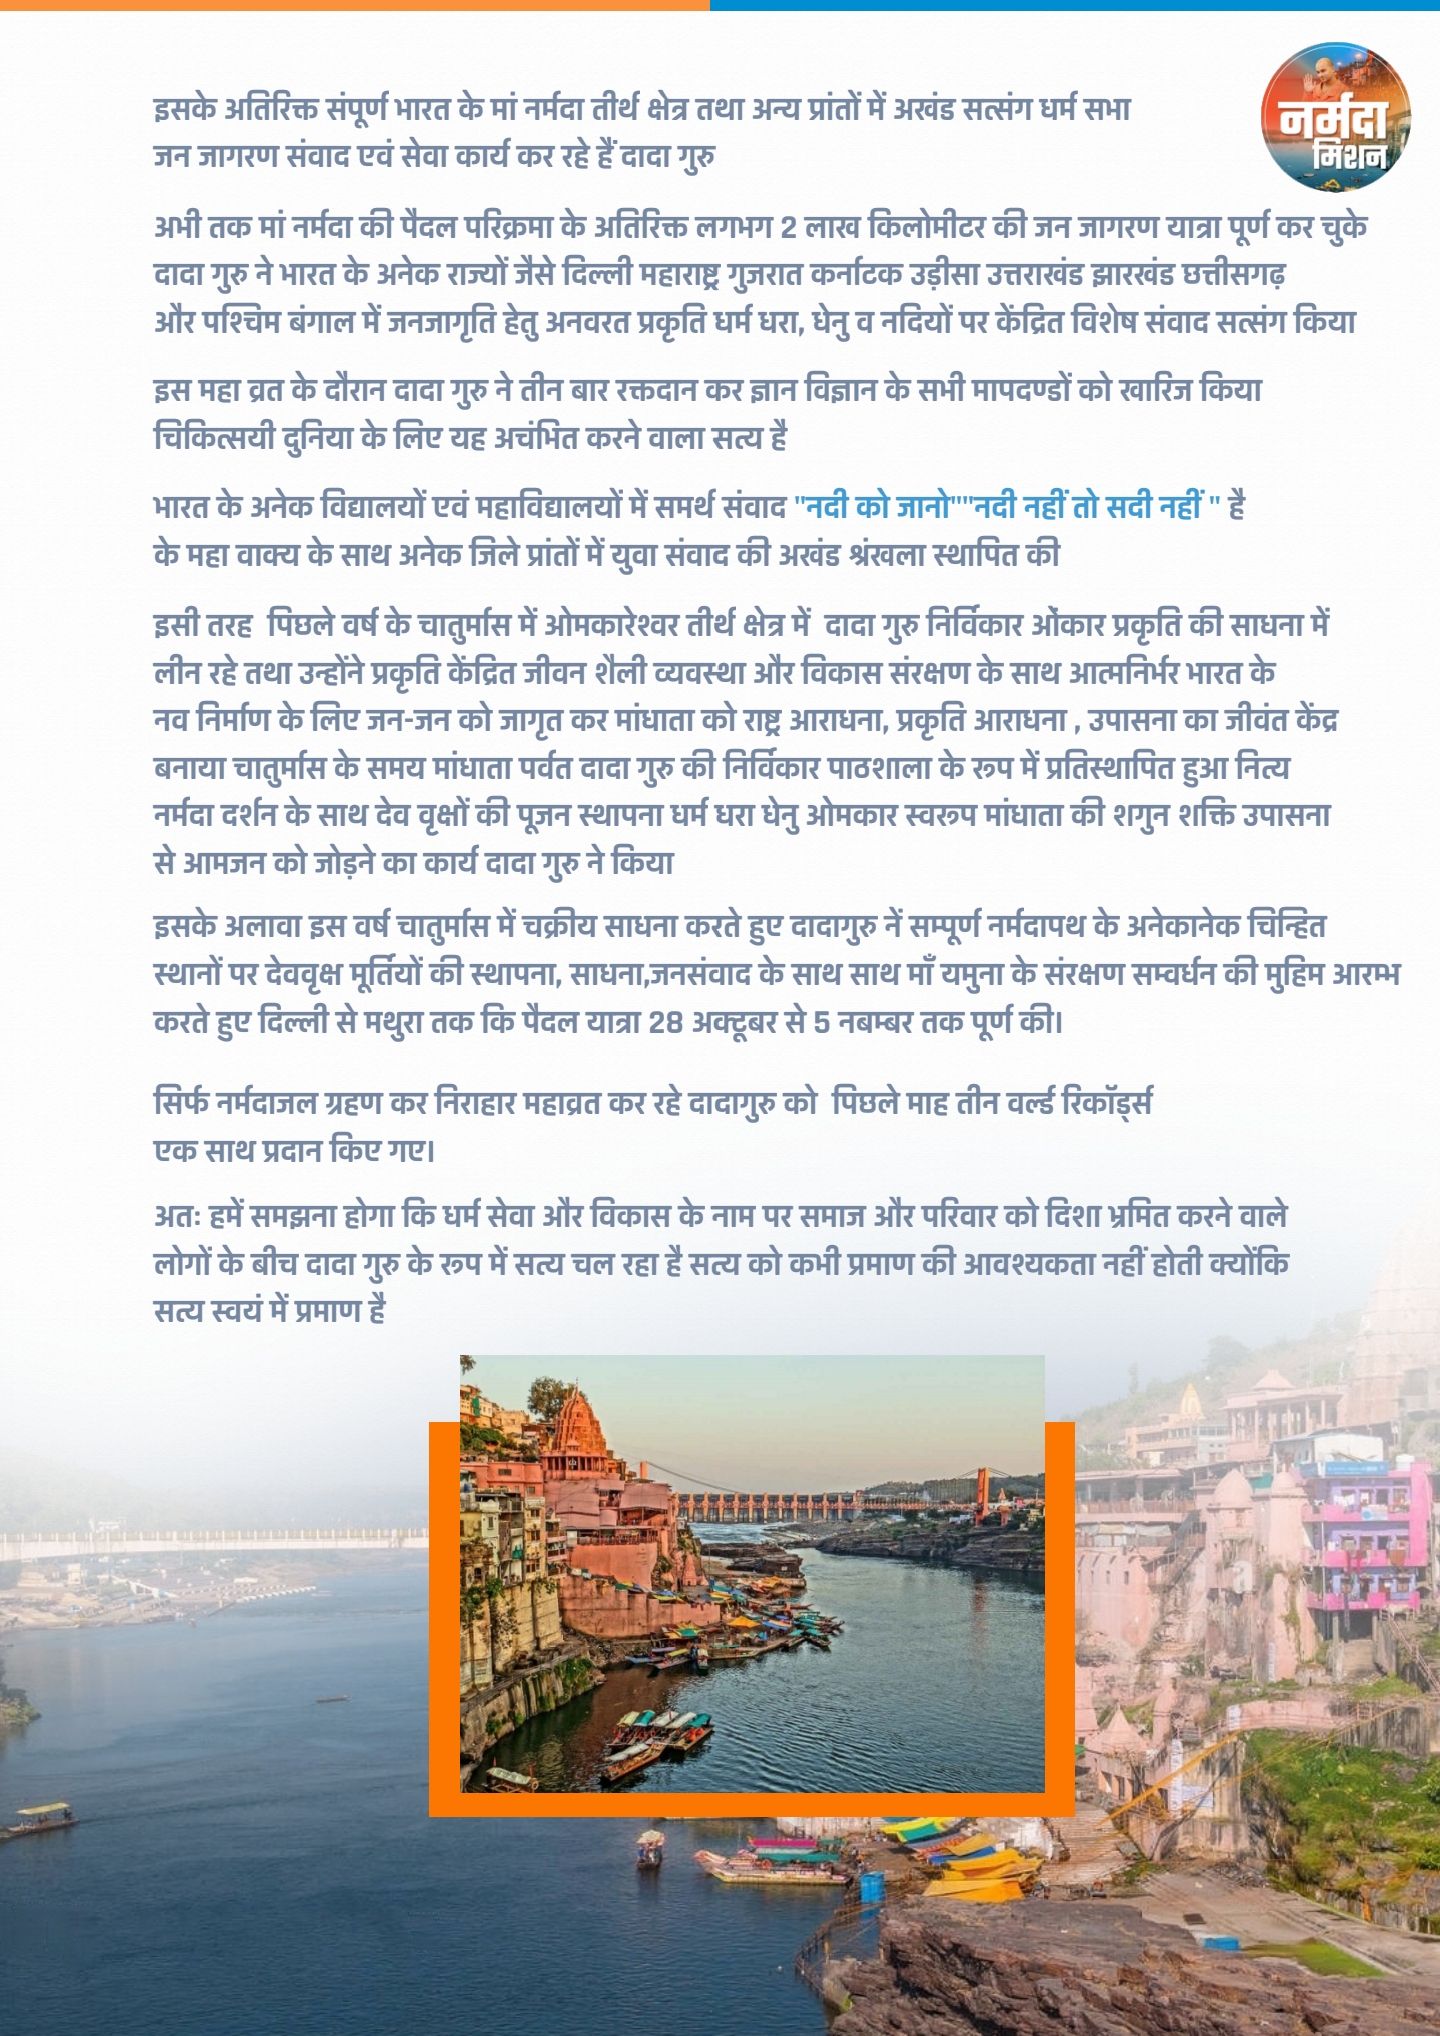 नर्मदा
मिशन
इसके अतिरिक्त संपूर्ण भारत के मां नर्मदा तीर्थ क्षेत्र तथा अन्य प्रांतों में अखंड सत्संग धर्म सभा
जन जागरण संवाद एवं सेवा कार्य कर रहे हैं दादा गुरु
अभी तक मां नर्मदा की पैदल परिक्रमा के अतिरिक्त लगभग 2 लाख किलोमीटर की जन जागरण यात्रा पूर्ण कर चुके
दादा गुरु ने भारत के अनेक राज्यों जैसे दिल्ली महाराष्ट्र गुजरात कर्नाटक उड़ीसा उत्तराखंड झारखंड छत्तीसगढ़
और पश्चिम बंगाल में जनजागृति हेतु अनवरत प्रकृति धर्म धरा, धेनु व नदियों पर केंद्रित विशेष संवाद सत्संग किया
इस महा व्रत के दौरान दादा गुरु ने तीन बार रक्तदान कर ज्ञान विज्ञान के सभी मापदण्डों को खारिज किया
चिकित्सयी दुनिया के लिए यह अचंभित करने वाला सत्य है
भारत के अनेक विद्यालयों एवं महाविद्यालयों में समर्थ संवाद "नदी को जानो""नदी नहीं तो सदी नहीं " है
के महा वाक्य के साथ अनेक जिले प्रांतों में युवा संवाद की अखंड श्रंखला स्थापित की
इसी तरह पिछले वर्ष के चातुर्मास में ओमकारेश्वर तीर्थ क्षेत्र में दादा गुरु निर्विकार ओंकार प्रकृति की साधना में
लीन रहे तथा उन्होंने प्रकृति केंद्रित जीवन शैली व्यवस्था और विकास संरक्षण के साथ आत्मनिर्भर भारत के
नव निर्माण के लिए जन-जन को जागृत कर मांधाता को राष्ट्र आराधना, प्रकृति आराधना , उपासना का जीवंत केंद्र
बनाया चातुर्मास के समय मांधाता पर्वत दादा गुरु की निर्विकार पाठशाला के रूप में प्रतिस्थापित हुआ नित्य
नर्मदा दर्शन के साथ देव वृक्षों की पूजन स्थापना धर्म धरा धेनु ओमकार स्वरूप मांधाता की शगुन शक्ति उपासना
से आमजन को जोड़ने का कार्य दादा गुरु ने किया
इसके अलावा इस वर्ष चातुर्मास में चक्रीय साधना करते हुए दादागुरु नें सम्पूर्ण नर्मदापथ के अनेकानेक चिन्हित
स्थानों पर देववृक्ष मूर्तियों की स्थापना, साधना,जनसंवाद के साथ साथ माँ यमुना के संरक्षण सम्वर्धन की मुहिम आरम्भ
करते हुए दिल्ली से मथुरा तक कि पैदल यात्रा 28 अक्टूबर से 5 नबम्बर तक पूर्ण की।
सिर्फ नर्मदाजल ग्रहण कर निराहार महाव्रत कर रहे दादागुरु को पिछले माह तीन वर्ल्ड रिकॉर्ड्स
एक साथ प्रदान किए गए।
अतः हमें समझना होगा कि धर्म सेवा और विकास के नाम पर समाज और परिवार को दिशा भ्रमित करने वाले
लोगों के बीच दादा गुरु के रूप में सत्य चल रहा है सत्य को कभी प्रमाण की आवश्यकता नहीं होती क्योंकि
सत्य स्वयं में प्रमाण है